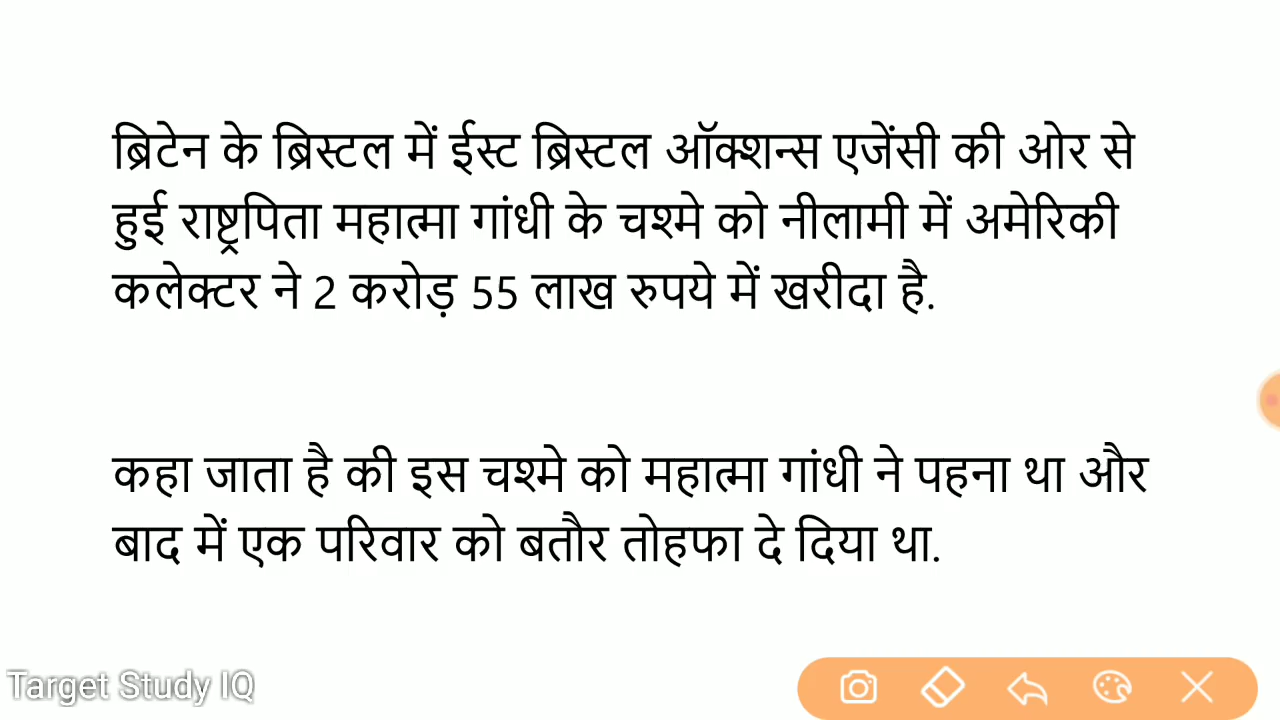 ब्रिटेन के ब्रिस्टल में ईस्ट ब्रिस्टल ऑक्शन्स एजेंसी की ओर से
हुई राष्ट्रपिता महात्मा गांधी के चश्मे को नीलामी में अमेरिकी
कलेक्टर ने 2 करोड़ 55 लाख रुपये में खरीदा है.
कहा जाता है की इस चश्मे को महात्मा गांधी ने पहना था और
बाद में एक परिवार को बतौर तोहफा दे दिया था.
Target Study IQ